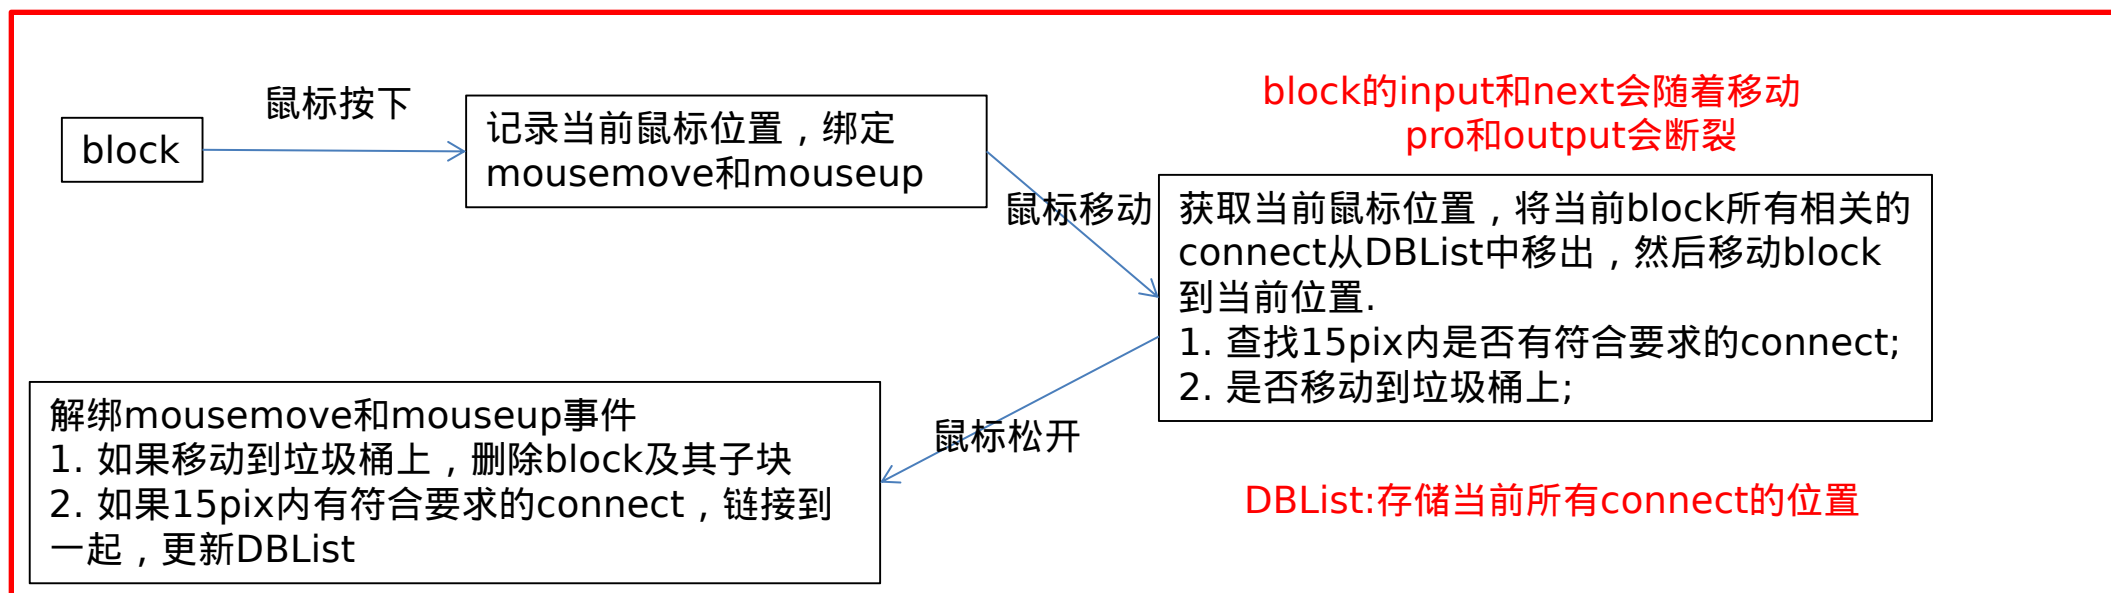 block
鼠标按下
记录当前鼠标位置，绑定
mousemove和mouseup
block的input和next会随着移动
pro和output会断裂
鼠标移动
获取当前鼠标位置，将当前block所有相关的
connect从DBList中移出，然后移动block
到当前位置.
1. 查找15pix内是否有符合要求的connect;
2. 是否移动到垃圾桶上;
鼠标松开
解绑mousemove和mouseup事件
1. 如果移动到垃圾桶上，删除block及其子块
2. 如果15pix内有符合要求的connect，链接到
一起，更新DBList
DBList:存储当前所有connect的位置